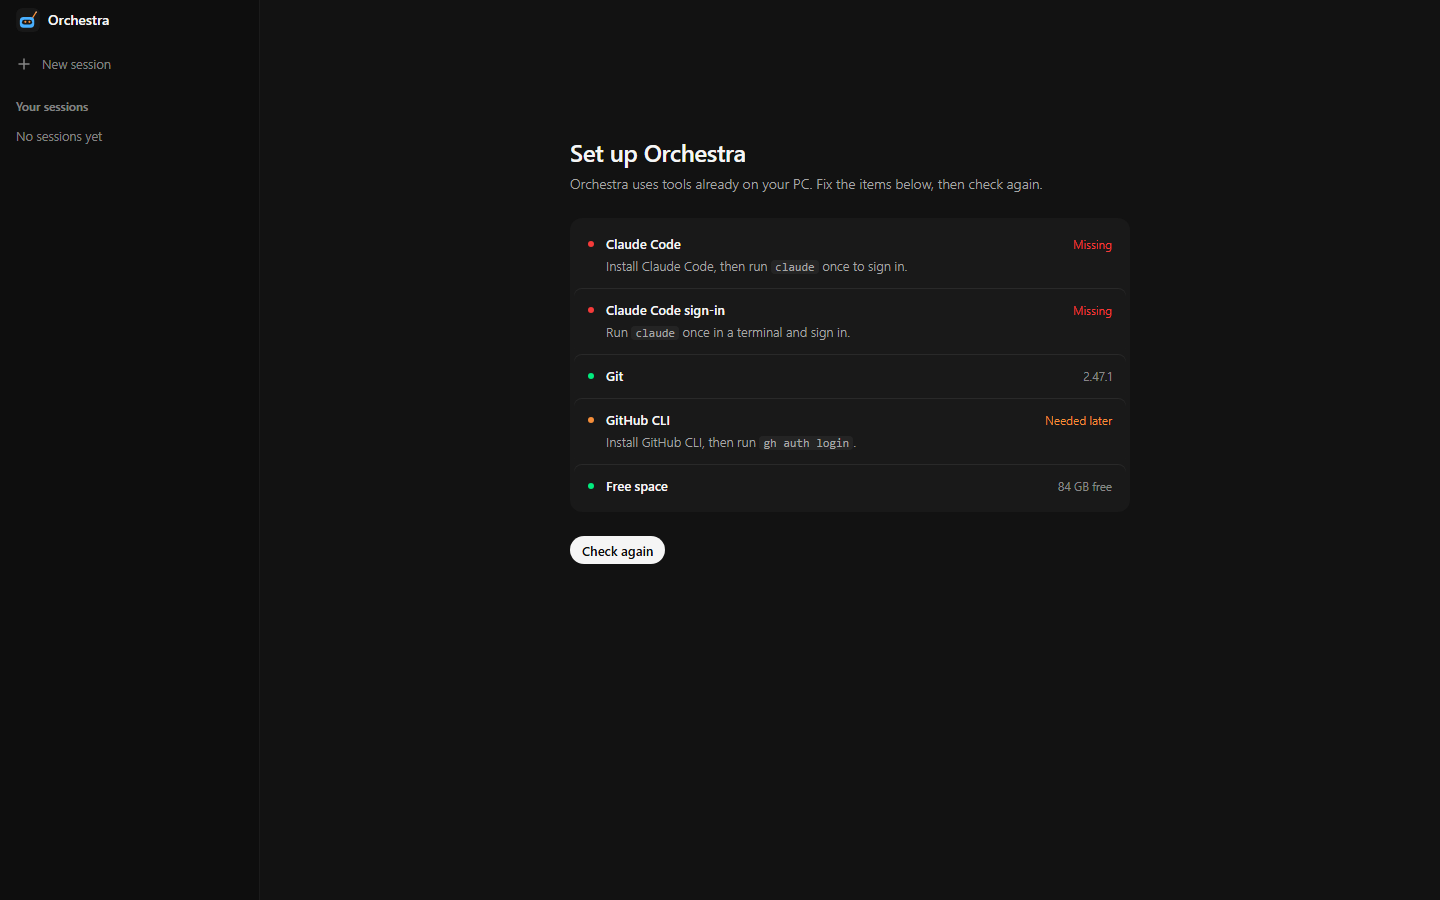 Orchestra
New session
Your sessions
No sessions yet
Set up Orchestra
Orchestra uses tools already on your PC. Fix the items below, then check again.
Claude Code
Missing
Install Claude Code, then run claude once to sign in.
Claude Code sign-in
Missing
Run claude once in a terminal and sign in.
Git
2.47.1
GitHub CLI
Needed later
Install GitHub CLI, then run gh auth login.
Free space
84 GB free
Check again